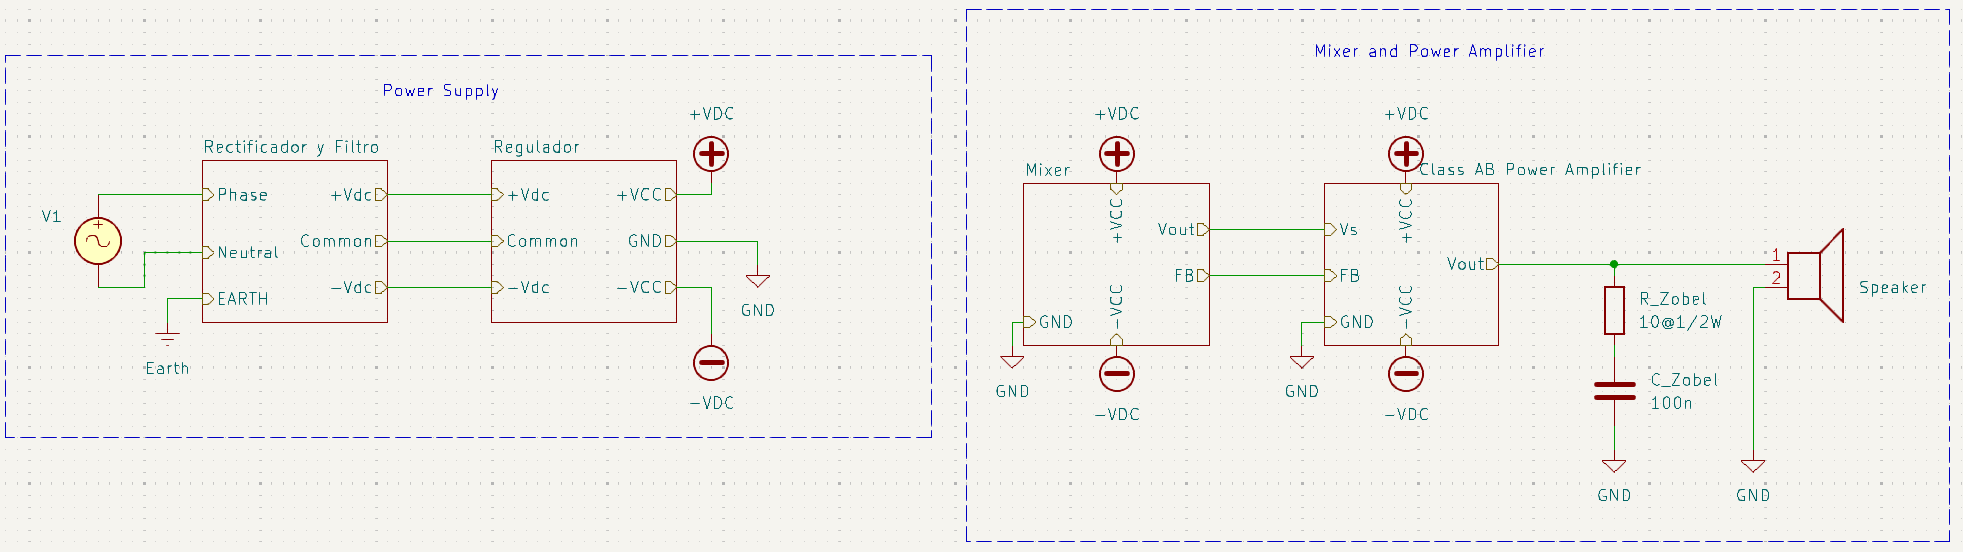 Power Supply
V1
Rectificador y Filtro
Phase
Neutral
EARTH
+Vdc
Common
-Vdc
Earth
Regulador
+Vdc
Common
-Vdc
+VCC
GND
-VCC
+VDC
GND
-VDC
Mixer and Power Amplifier
+VDC
Mixer
+VCC
Vout
FB
GND
-VCC
GND
-VDC
+VDC
Class AB Power Amplifier
+VCC
Vs
FB
GND
Vout
-VCC
GND
-VDC
R_Zobel
10@1/2W
C_Zobel
100n
GND
1
2
Speaker
GND